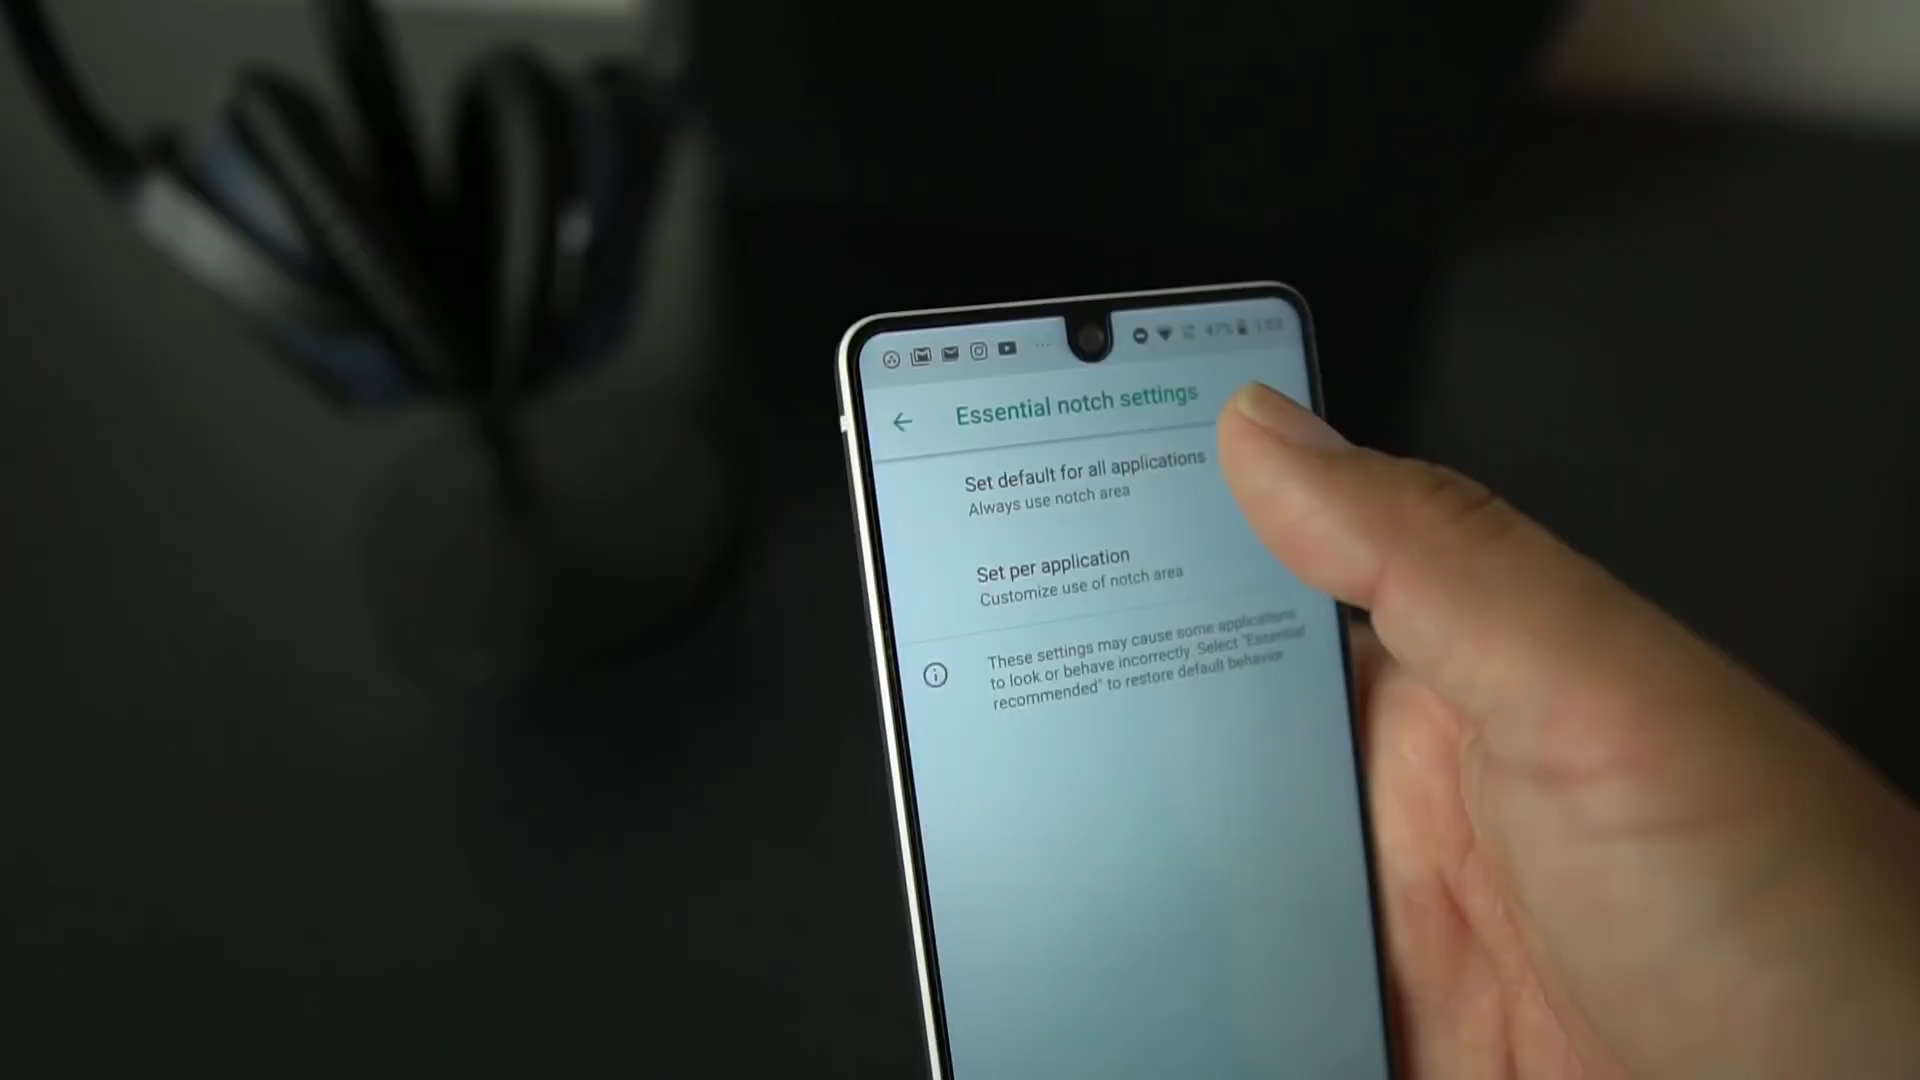 47%
Essential notch settings
Set default for all applications
Always use notch area
Set per application
Customize use of notch area
These settings may cause some applications
to look or behave incorrectly. Select "Essential
recommended" to restore default behavior